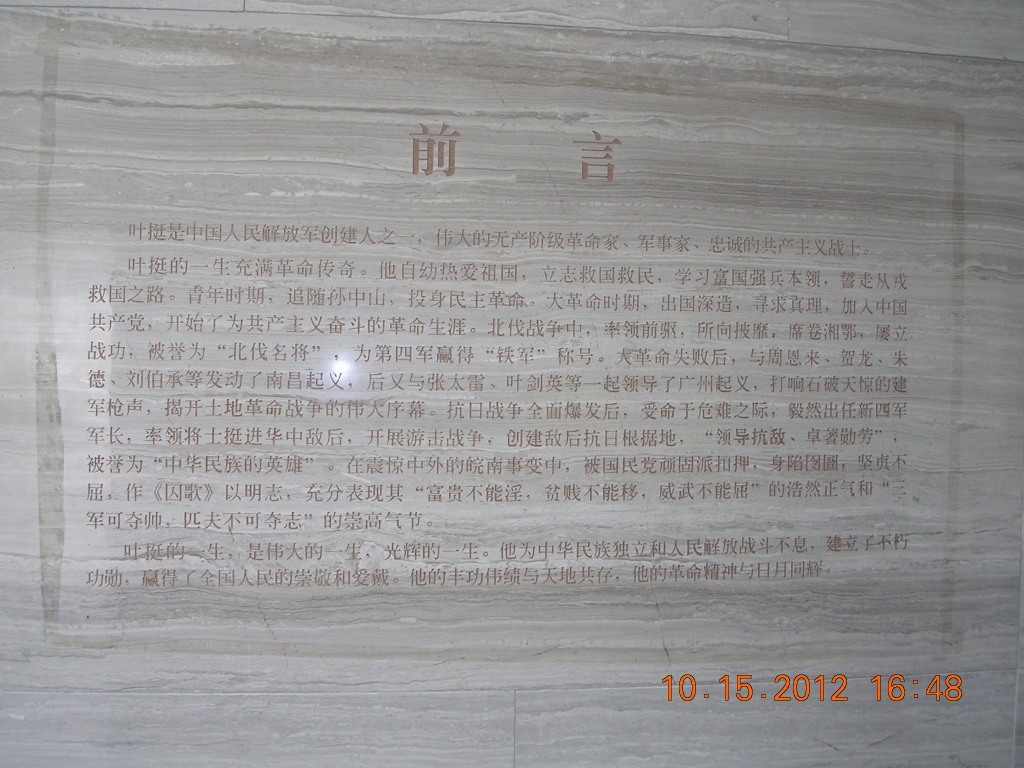 前 言
叶挺是中国人民解放军创建人之一，伟大的无产阶级革命家、军事家、忠诚的共产主义战士。
叶挺的一生充满革命传奇。他自幼热爱祖国，立志救国救民，学习富国强兵本领，誓走从戎
救国之路。青年时期，追随孙中山，投身民主革命。大革命时期，出国深造，寻求真理，加入中国
共产党，开始了为共产主义奋斗的革命生涯。北伐战争中，率领前驱，所向披靡，席卷湘鄂，屡立
战功，被誉为“北伐名将”，为第四军赢得“铁军”称号。大革命失败后，与周恩来、贺龙、朱
德、刘伯承等发动了南昌起义，后又与张太雷、叶剑英等一起领导了广州起义，打响石破天惊的建
军枪声，揭开土地革命战争的伟大序幕。抗日战争全面爆发后，受命于危难之际，毅然出任新四军
军长，率领将士挺进华中敌后，开展游击战争，创建敌后抗日根据地，“领导抗敌、卓著勋劳”，
被誉为“中华民族的英雄”。在震惊中外的皖南事变中，被国民党顽固派扣押，身陷囹圄，坚贞不
屈，作《囚歌》以明志，充分表现其“富贵不能淫，贫贱不能移，威武不能屈”的浩然正气和“三
军可夺帅，匹夫不可夺志”的崇高气节。
叶挺的一生，是伟大的一生，光辉的一生。他为中华民族独立和人民解放战斗不息，建立了不朽
功勋，赢得了全国人民的崇敬和爱戴。他的丰功伟绩与天地共存，他的革命精神与日月同辉。
10.15.2012 16:48